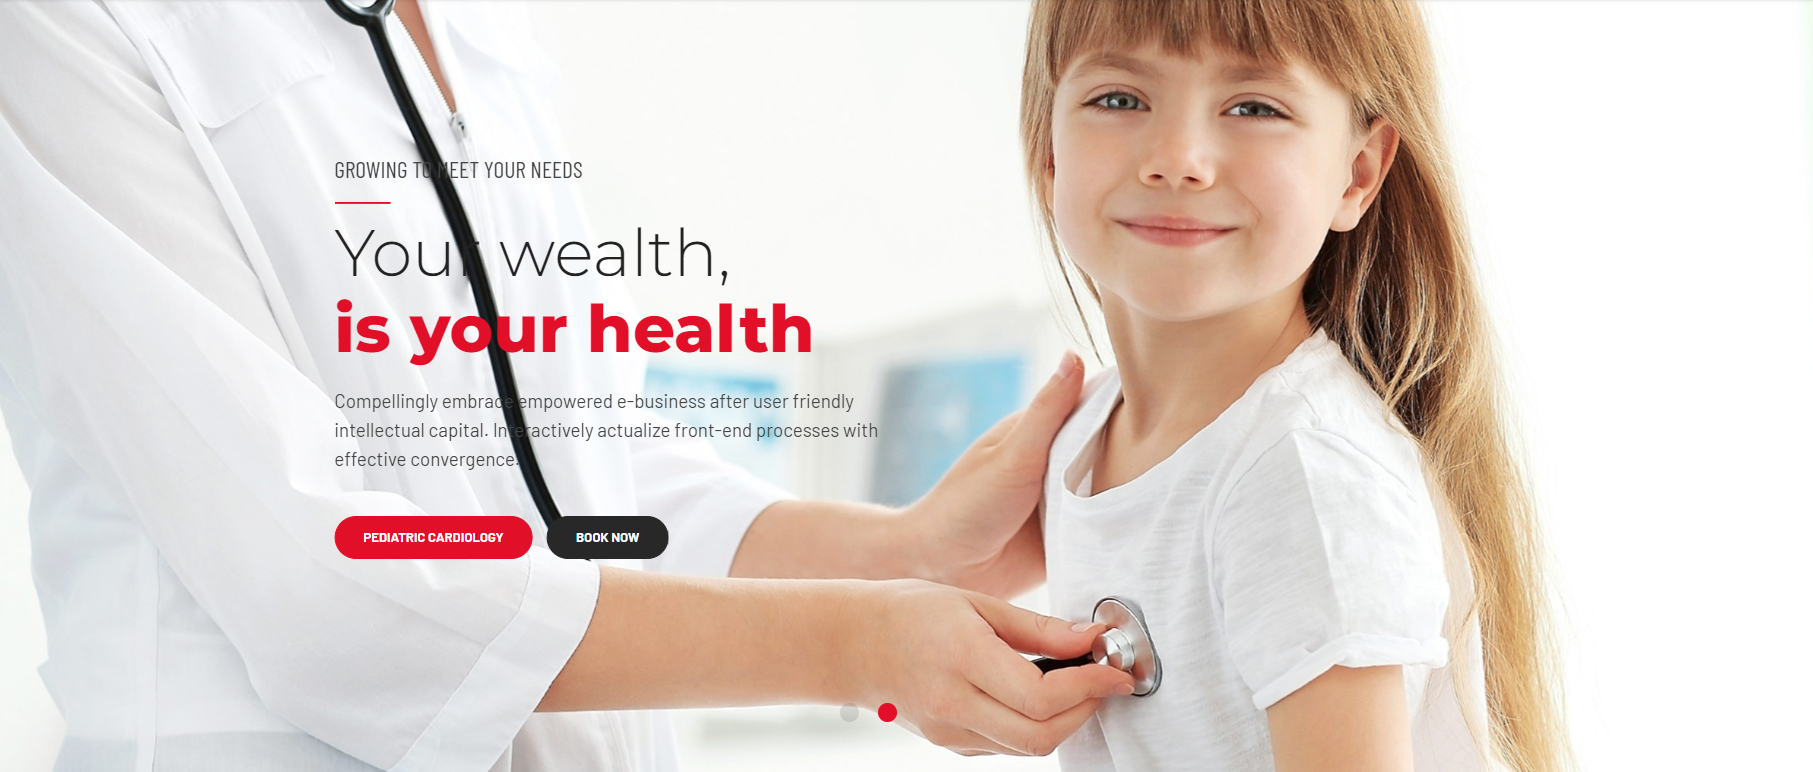 GROWING TO MEET YOUR NEEDS
Your wealth,
is your health
Compellingly embrace empowered e-business after user friendly
intellectual capital. Interactively actualize front-end processes with
effective convergence.
PEDIATRIC CARDIOLOGY
BOOK NOW